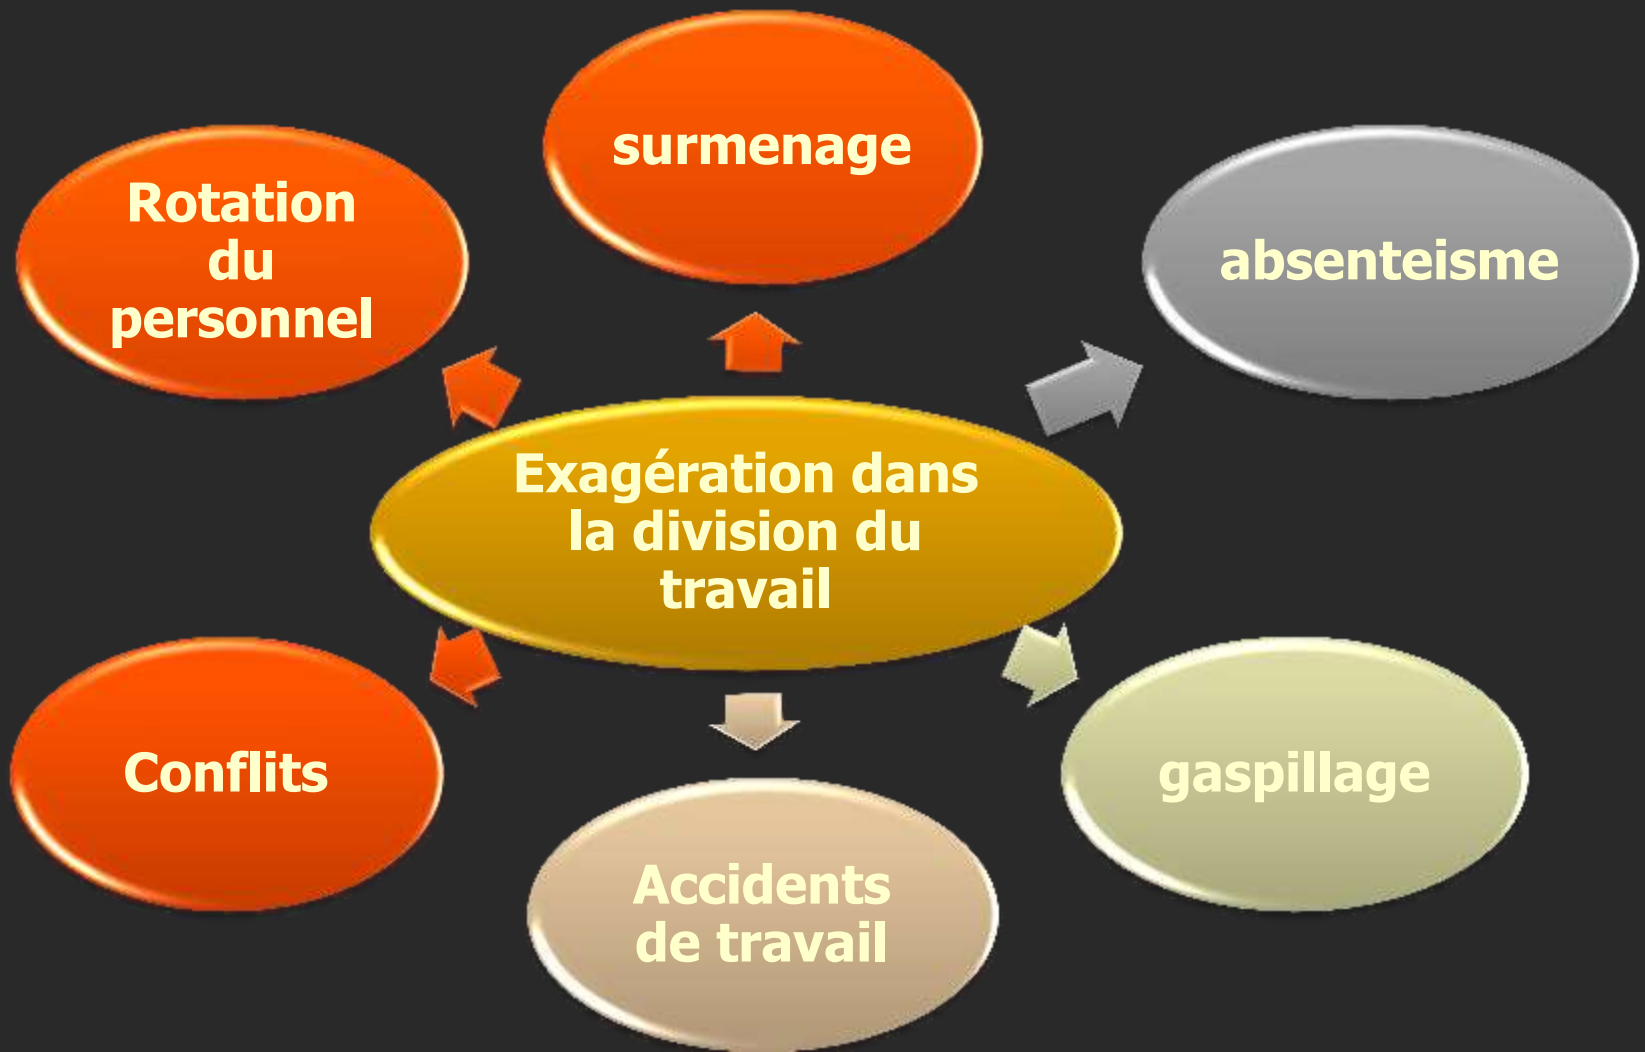 surmenage
Rotation
du
personnel
absenteisme
Exagération dans
la division du
travail
Conflits
gaspillage
Accidents
de travail